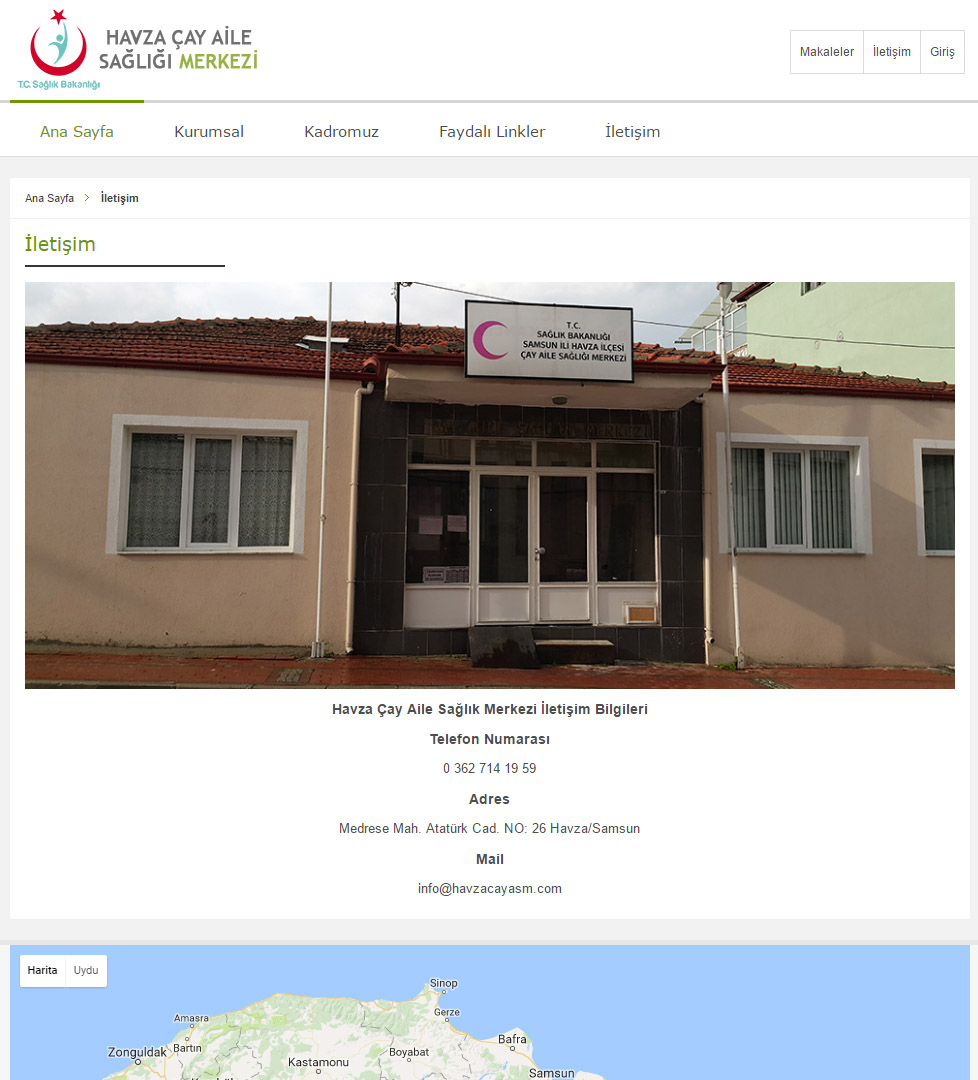 HAVZA ÇAY AİLE
SAĞLIĞI MERKEZİ
T.C. Sağlık Bakanlığı
Makaleler
İletişim
Giriş
Ana Sayfa
Kurumsal
Kadromuz
Faydalı Linkler
İletişim
Ana Sayfa
İletişim
İletişim
T.C.
SAĞLIK BAKANLIĞI
SAMSUN İLİ HAVZA İLÇESİ
ÇAY AİLE SAĞLIĞI MERKEZİ
Havza Çay Aile Sağlık Merkezi İletişim Bilgileri
Telefon Numarası
0 362 714 19 59
Adres
Medrese Mah. Atatürk Cad. NO: 26 Havza/Samsun
Mail
info@havzacayasm.com
Harita
Uydu
Sinop
Gerze
Amasra
Bafra
Bartın
Zonguldak
Boyabat
Kastamonu
Samsun